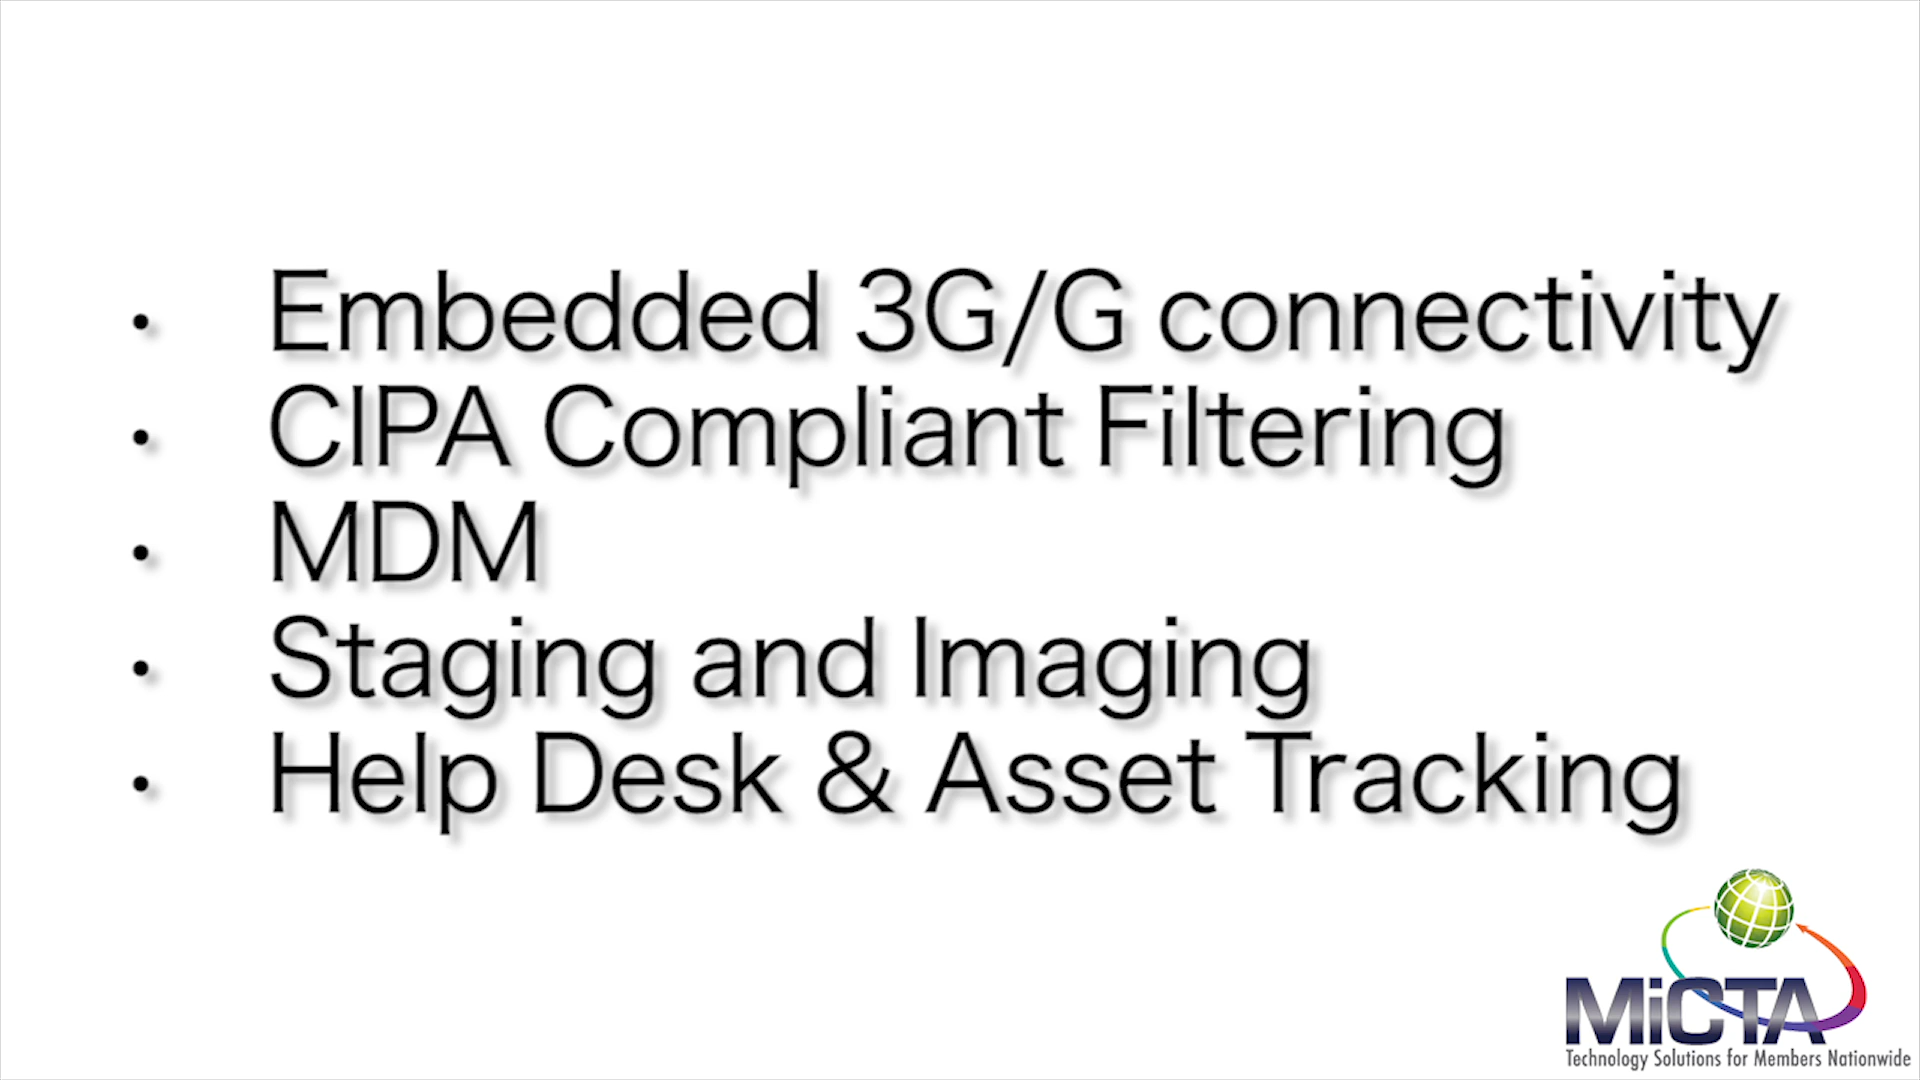 • Embedded 3G/G connectivity
• CIPA Compliant Filtering
• MDM
• Staging and Imaging
• Help Desk & Asset Tracking
MiCTA
Technology Solutions for Members Nationwide